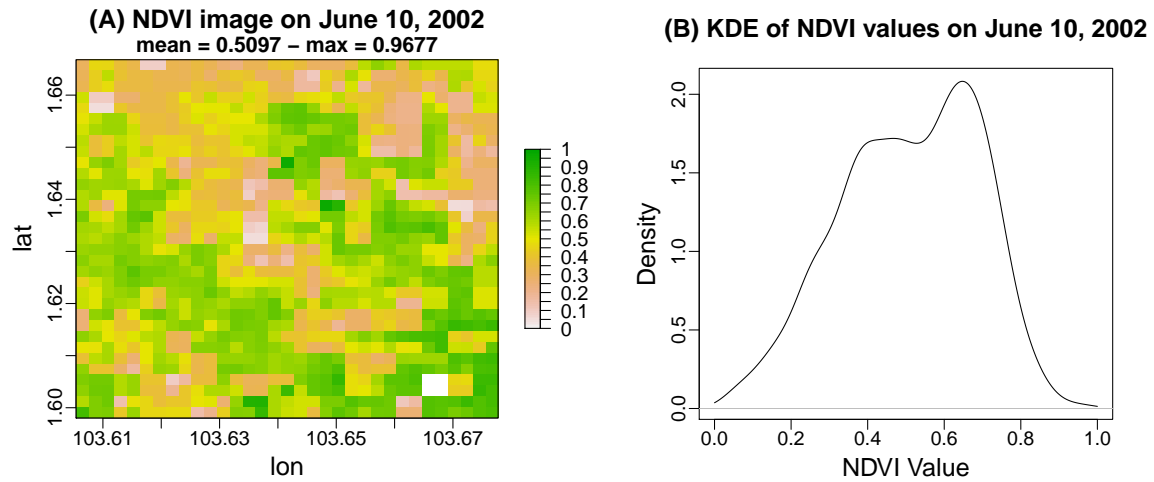 (A) NDVI image on June 10, 2002
mean = 0.5097 − max = 0.9677
lat
1.66
1.64
1.62
1.60
103.61 103.63 103.65 103.67
lon
1
0.9
0.8
0.7
0.6
0.5
0.4
0.3
0.2
0.1
0
(B) KDE of NDVI values on June 10, 2002
Density
2.0
1.5
1.0
0.5
0.0
0.0 0.2 0.4 0.6 0.8 1.0
NDVI Value